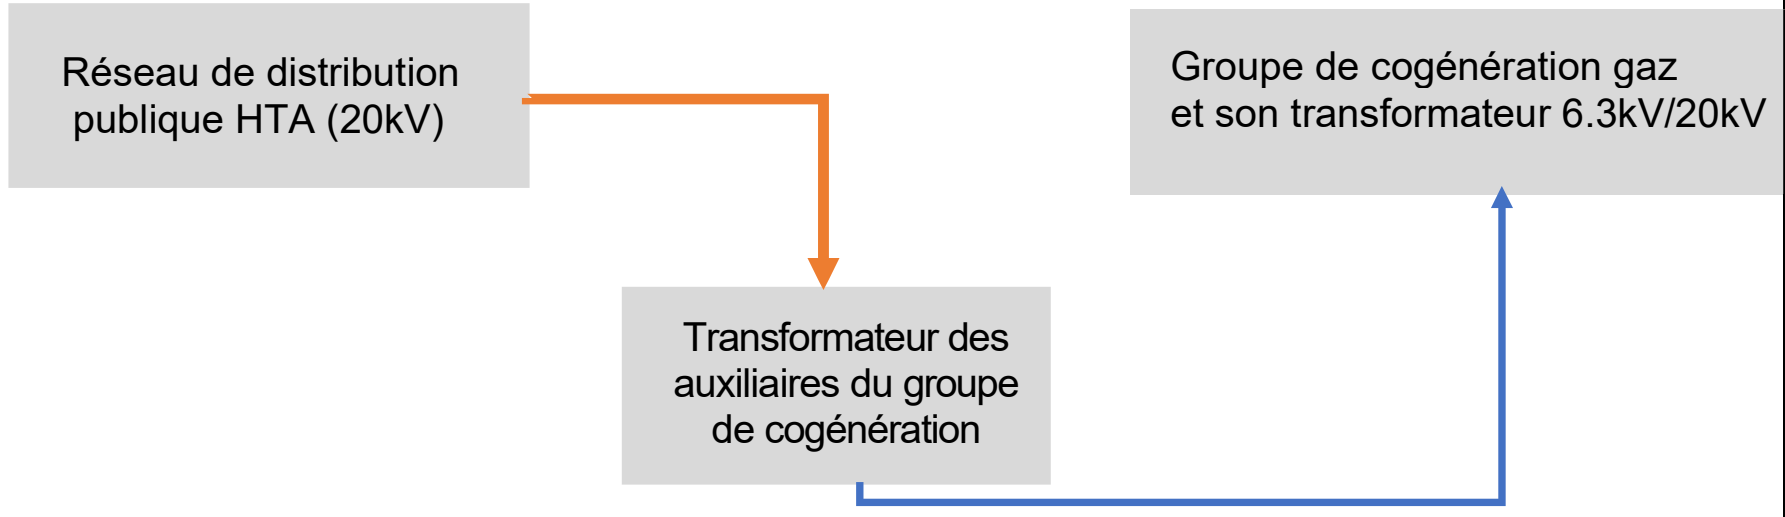 Réseau de distribution
publique HTA (20kV)
Groupe de cogénération gaz
et son transformateur 6.3kV/20kV
Transformateur des
auxiliaires du groupe
de cogénération